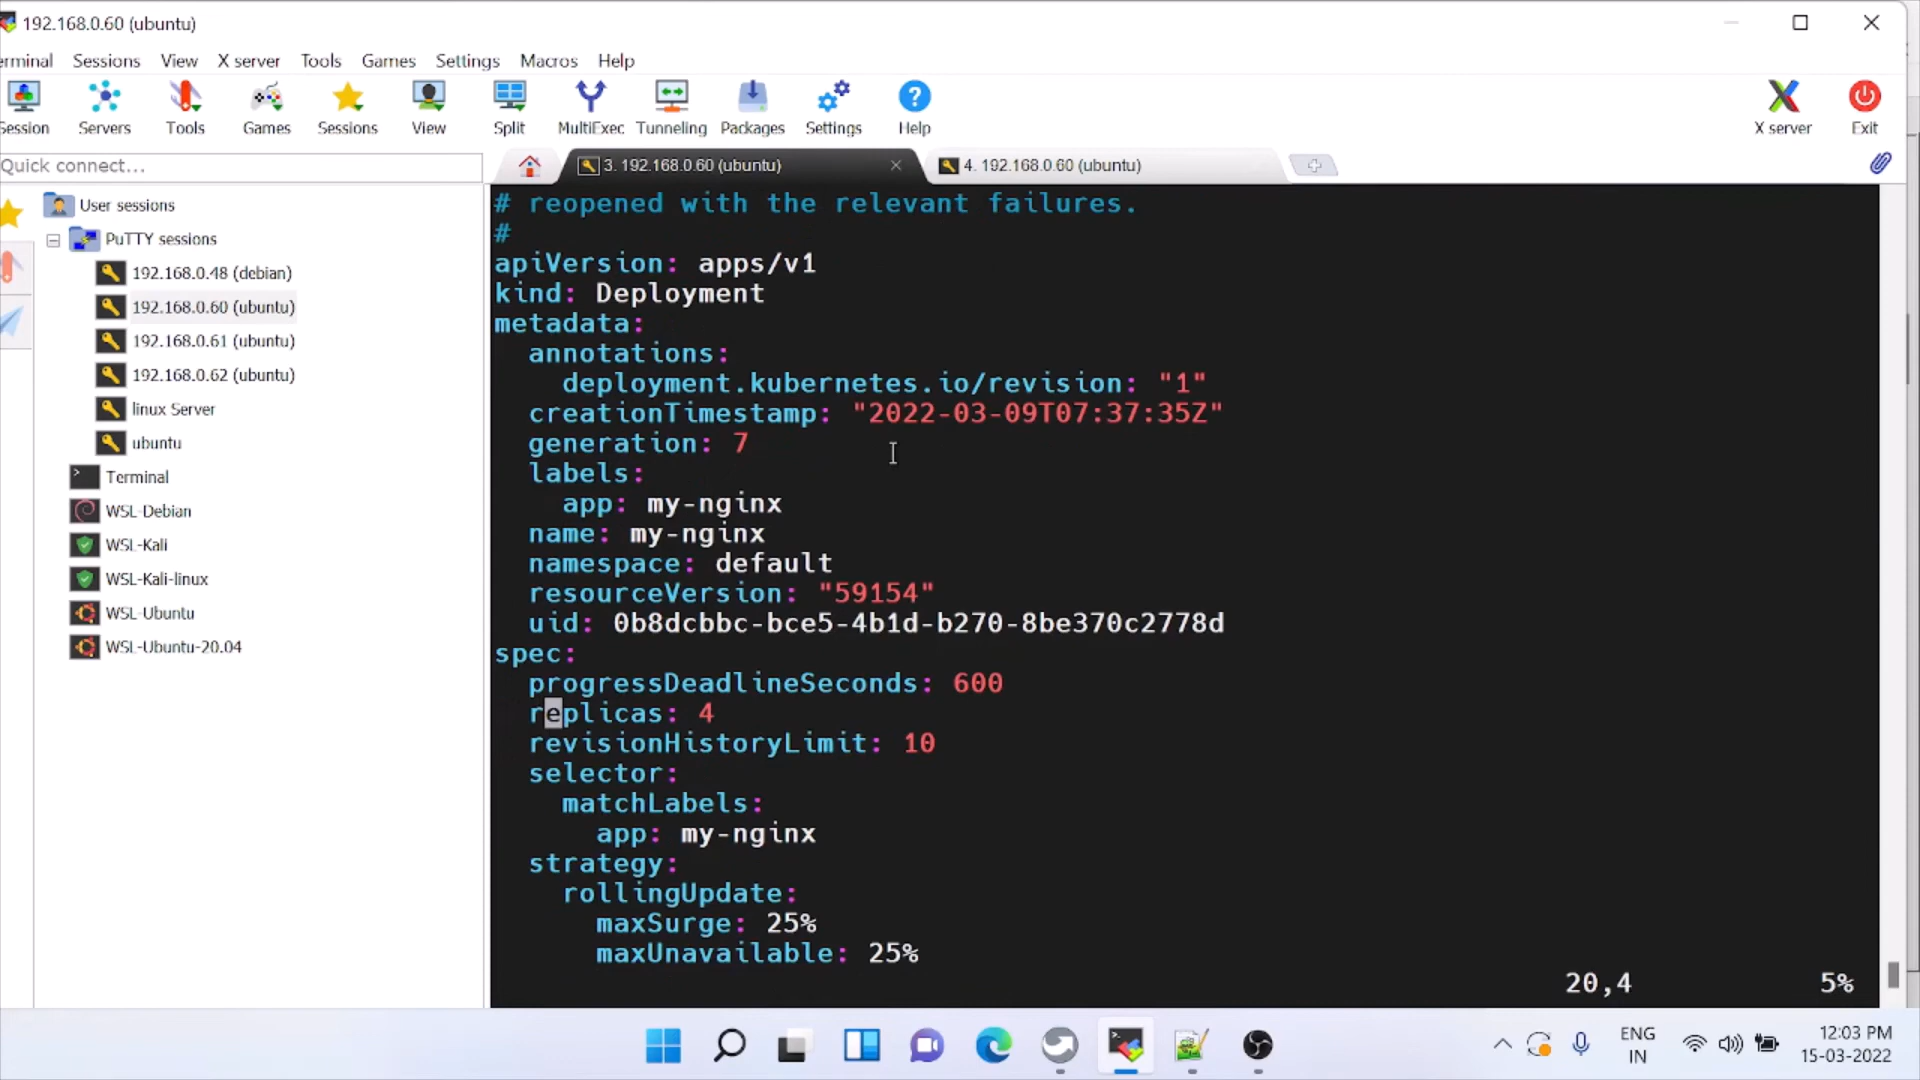 192.168.0.60 (ubuntu)
erminal Sessions View X server Tools Games Settings Macros Help
Session Servers Tools Games Sessions View Split MultiExec Tunneling Packages Settings Help X server Exit
Quick connect...
3. 192.168.0.60 (ubuntu)
4. 192.168.0.60 (ubuntu)
User sessions
PuTTY sessions
192.168.0.48 (debian)
192.168.0.60 (ubuntu)
192.168.0.61 (ubuntu)
192.168.0.62 (ubuntu)
linux Server
ubuntu
Terminal
WSL-Debian
WSL-Kali
WSL-Kali-linux
WSL-Ubuntu
WSL-Ubuntu-20.04
# reopened with the relevant failures.
#
apiVersion: apps/v1
kind: Deployment
metadata:
  annotations:
    deployment.kubernetes.io/revision: "1"
  creationTimestamp: "2022-03-09T07:37:35Z"
  generation: 7
  labels:
    app: my-nginx
  name: my-nginx
  namespace: default
  resourceVersion: "59154"
  uid: 0b8dcbbc-bce5-4b1d-b270-8be370c2778d
spec:
  progressDeadlineSeconds: 600
  replicas: 4
  revisionHistoryLimit: 10
  selector:
    matchLabels:
      app: my-nginx
  strategy:
    rollingUpdate:
      maxSurge: 25%
      maxUnavailable: 25%
20,4 5%
ENG
IN
12:03 PM
15-03-2022